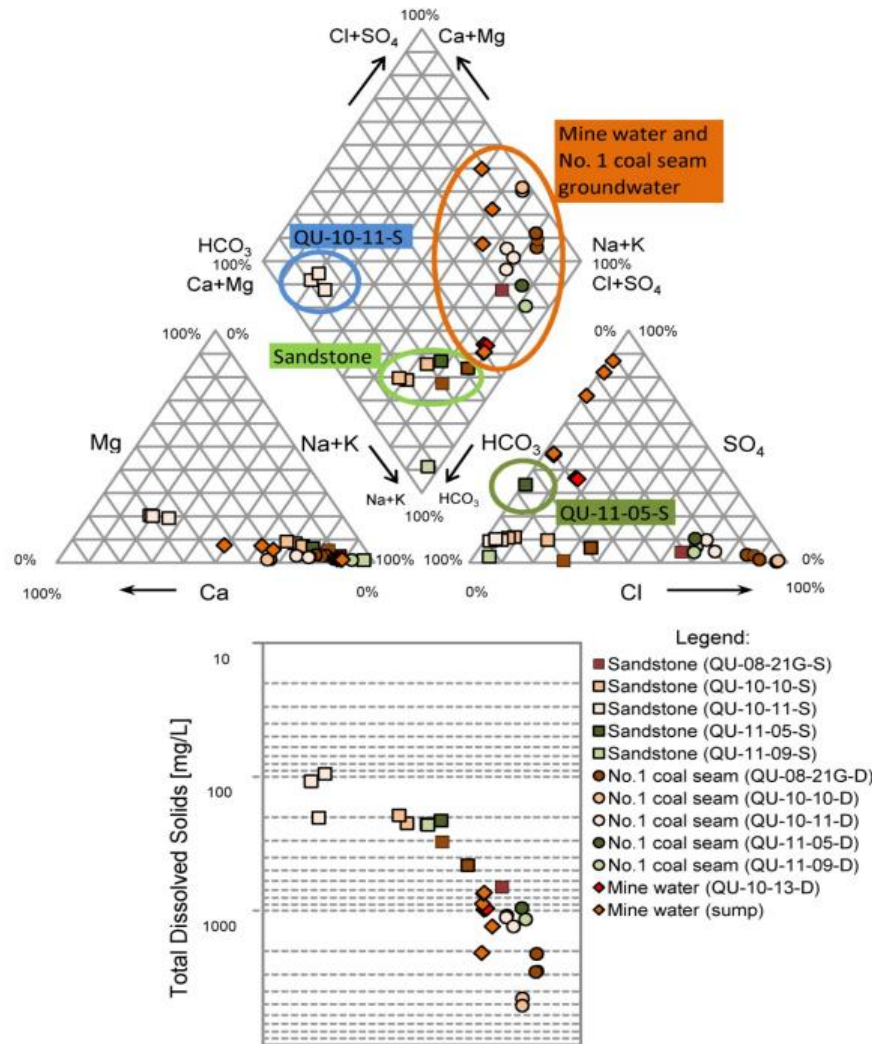 100%
Cl+SO₄ Ca+Mg
Mine water and
No. 1 coal seam
groundwater
HCO₃
100%
Ca+Mg
QU-10-11-S
Na+K
100%
Cl+SO₄
Sandstone
100% 0%
0% 100%
Mg
Na+K
HCO₃
SO₄
Na+K
HCO₃
100%
QU-11-05-S
0%
100%
100%
0%
100%
Ca
0%
0%
Cl
100%
Legend:
Total Dissolved Solids [mg/L]
10
100
1000
Sandstone (QU-08-21G-S)
Sandstone (QU-10-10-S)
Sandstone (QU-10-11-S)
Sandstone (QU-11-05-S)
Sandstone (QU-11-09-S)
No.1 coal seam (QU-08-21G-D)
No.1 coal seam (QU-10-10-D)
No.1 coal seam (QU-10-11-D)
No.1 coal seam (QU-11-05-D)
No.1 coal seam (QU-11-09-D)
Mine water (QU-10-13-D)
Mine water (sump)